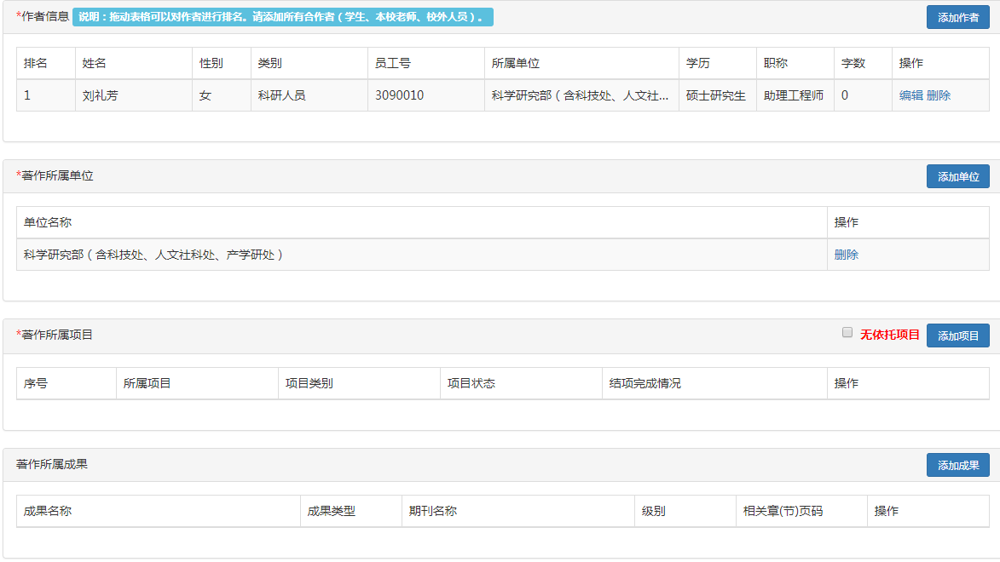 *作者信息 说明：拖动表格可以对作者进行排名。请添加所有合作者（学生、本校老师、校外人员）。 添加作者
排名 姓名 性别 类别 员工号 所属单位 学历 职称 字数 操作
1 刘礼芳 女 科研人员 3090010 科学研究部（含科技处、人文社... 硕士研究生 助理工程师 0 编辑 删除
*著作所属单位 添加单位
单位名称 操作
科学研究部（含科技处、人文社科处、产学研处） 删除
*著作所属项目 无依托项目 添加项目
序号 所属项目 项目类别 项目状态 结项完成情况 操作
著作所属成果 添加成果
成果名称 成果类型 期刊名称 级别 相关章(节)页码 操作